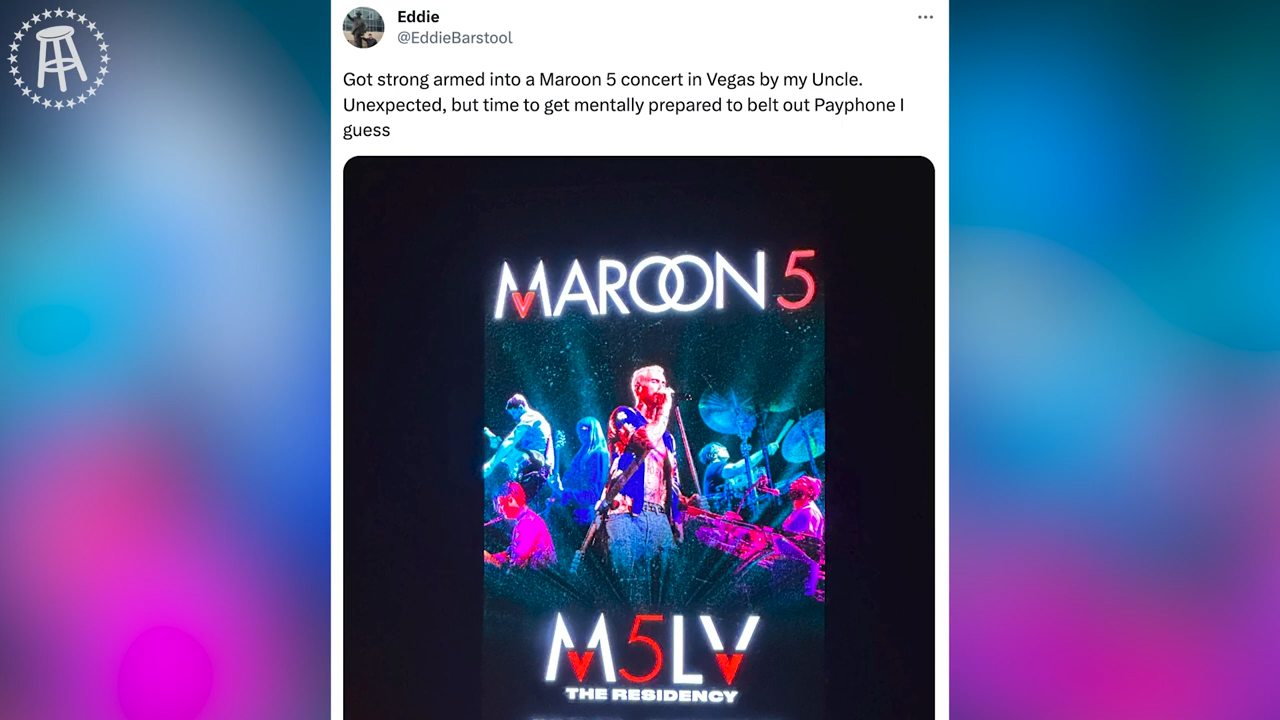 Eddie
@EddieBarstool
Got strong armed into a Maroon 5 concert in Vegas by my Uncle.
Unexpected, but time to get mentally prepared to belt out Payphone I
guess
MAROON 5
M5LV
THE RESIDENCY